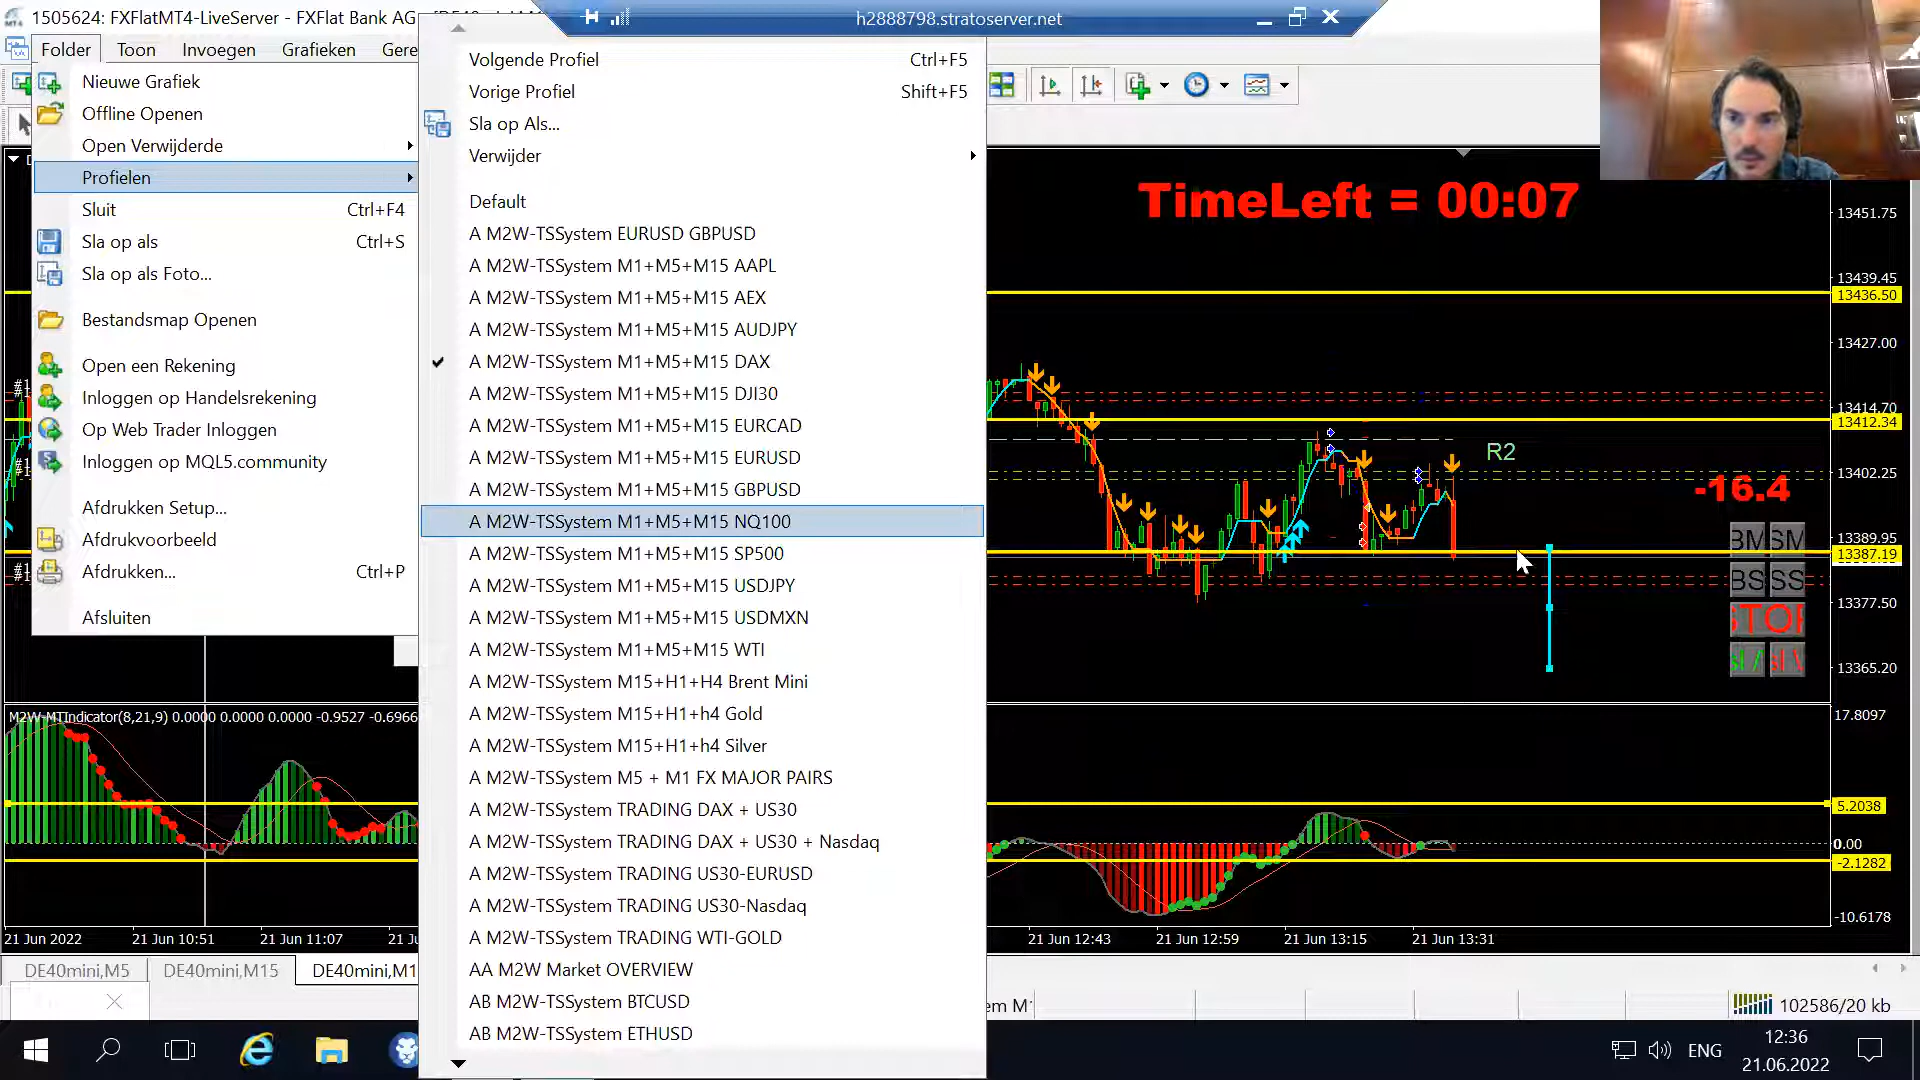 1505624: FXFlatMT4-LiveServer - FXFlat Bank AG
h2888798.stratoserver.net
Folder Toon Invoegen Grafieken Gere
Nieuwe Grafiek
Offline Openen
Open Verwijderde
Profielen
Sluit Ctrl+F4
Sla op als Ctrl+S
Sla op als Foto...
Bestandsmap Openen
Open een Rekening
Inloggen op Handelsrekening
Op Web Trader Inloggen
Inloggen op MQL5.community
Afdrukken Setup...
Afdrukvoorbeeld
Afdrukken... Ctrl+P
Afsluiten
Volgende Profiel Ctrl+F5
Vorige Profiel Shift+F5
Sla op Als...
Verwijder
Default
A M2W-TSSystem EURUSD GBPUSD
A M2W-TSSystem M1+M5+M15 AAPL
A M2W-TSSystem M1+M5+M15 AEX
A M2W-TSSystem M1+M5+M15 AUDJPY
A M2W-TSSystem M1+M5+M15 DAX
A M2W-TSSystem M1+M5+M15 DJI30
A M2W-TSSystem M1+M5+M15 EURCAD
A M2W-TSSystem M1+M5+M15 EURUSD
A M2W-TSSystem M1+M5+M15 GBPUSD
A M2W-TSSystem M1+M5+M15 NQ100
A M2W-TSSystem M1+M5+M15 SP500
A M2W-TSSystem M1+M5+M15 USDJPY
A M2W-TSSystem M1+M5+M15 USDMXN
A M2W-TSSystem M1+M5+M15 WTI
A M2W-TSSystem M15+H1+H4 Brent Mini
A M2W-TSSystem M15+H1+h4 Gold
A M2W-TSSystem M15+H1+h4 Silver
A M2W-TSSystem M5 + M1 FX MAJOR PAIRS
A M2W-TSSystem TRADING DAX + US30
A M2W-TSSystem TRADING DAX + US30 + Nasdaq
A M2W-TSSystem TRADING US30-EURUSD
A M2W-TSSystem TRADING US30-Nasdaq
A M2W-TSSystem TRADING WTI-GOLD
AA M2W Market OVERVIEW
AB M2W-TSSystem BTCUSD
AB M2W-TSSystem ETHUSD
TimeLeft = 00:07
R2
-16.4
BM SM
BS SS
STOP
13451.75
13439.45
13436.50
13427.00
13414.70
13412.34
13402.25
13389.95
13387.19
13377.50
13365.20
M2W-MTIndicator(8,21,9) 0.0000 0.0000 0.0000 -0.9527 -0.6966
17.8097
5.2038
0.00
-2.1282
-10.6178
21 Jun 2022 21 Jun 10:51 21 Jun 11:07 21 Ju
21 Jun 12:43 21 Jun 12:59 21 Jun 13:15 21 Jun 13:31
DE40mini,M5 DE40mini,M15 DE40mini,M1
em M
102586/20 kb
ENG
12:36
21.06.2022